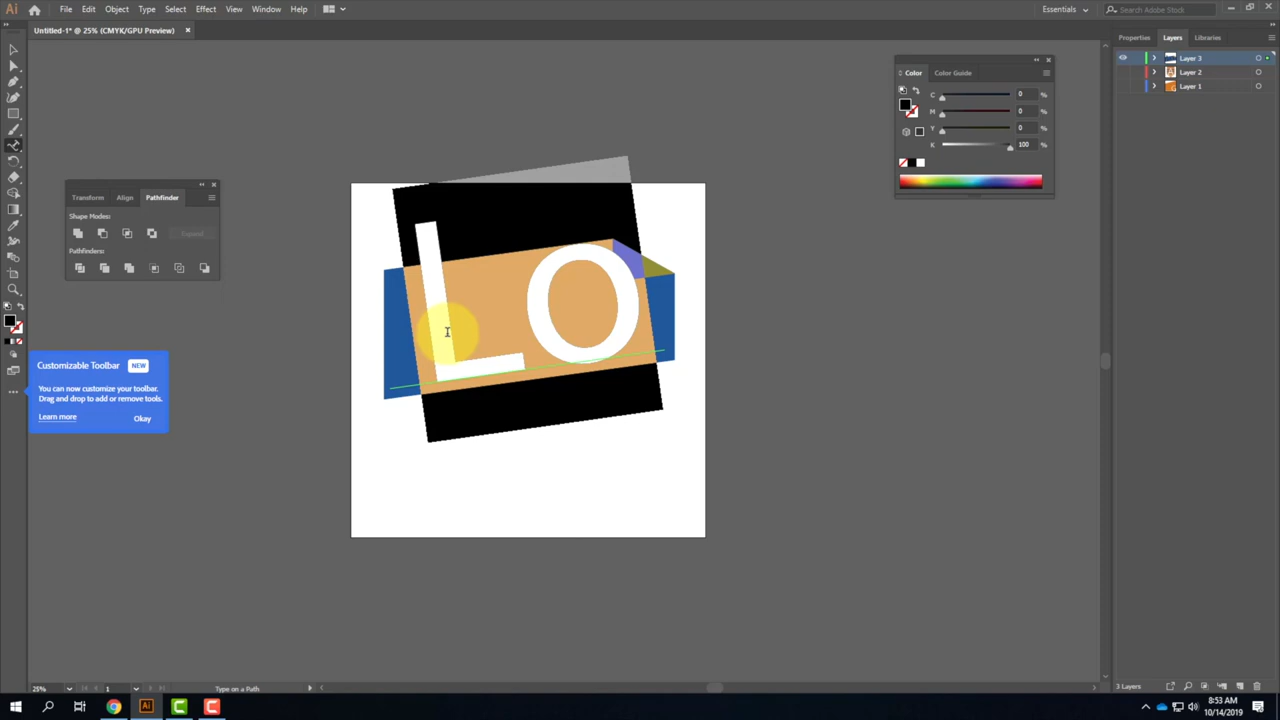 Ai File Edit Object Type Select Effect View Window Help Essentials Search Adobe Stock
Untitled-1* @ 25% (CMYK/GPU Preview)
Properties Layers Libraries
Layer 3
Layer 2
Layer 1
Color Color Guide
C 0 %
M 0 %
Y 0 %
K 100 %
Transform Align Pathfinder
Shape Modes:
Expand
Pathfinders:
LO
Customizable Toolbar NEW
You can now customize your toolbar.
Drag and drop to add or remove tools.
Learn more Okay
25% 1 Type on a Path 3 Layers
Ai
8:53 AM
10/14/2019